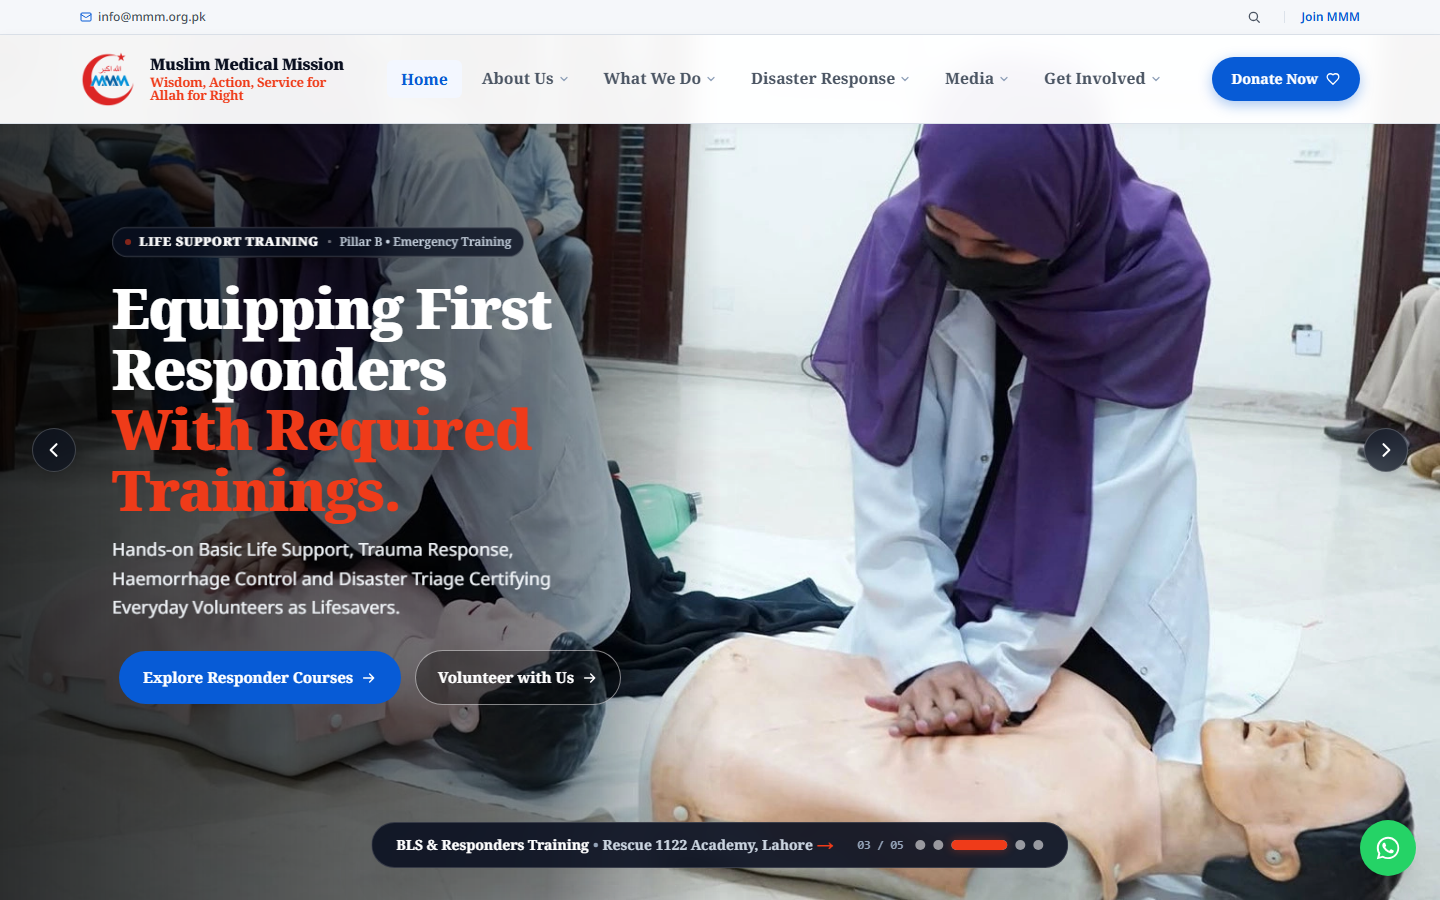 info@mmm.org.pk
Join MMM
الله اكبر
MMM
Muslim Medical Mission
Wisdom, Action, Service for
Allah for Right
Home
About Us
What We Do
Disaster Response
Media
Get Involved
Donate Now
LIFE SUPPORT TRAINING • Pillar B • Emergency Training
Equipping First
Responders
With Required
Trainings.
Hands-on Basic Life Support, Trauma Response,
Haemorrhage Control and Disaster Triage Certifying
Everyday Volunteers as Lifesavers.
Explore Responder Courses →
Volunteer with Us →
BLS & Responders Training • Rescue 1122 Academy, Lahore →
03 / 05